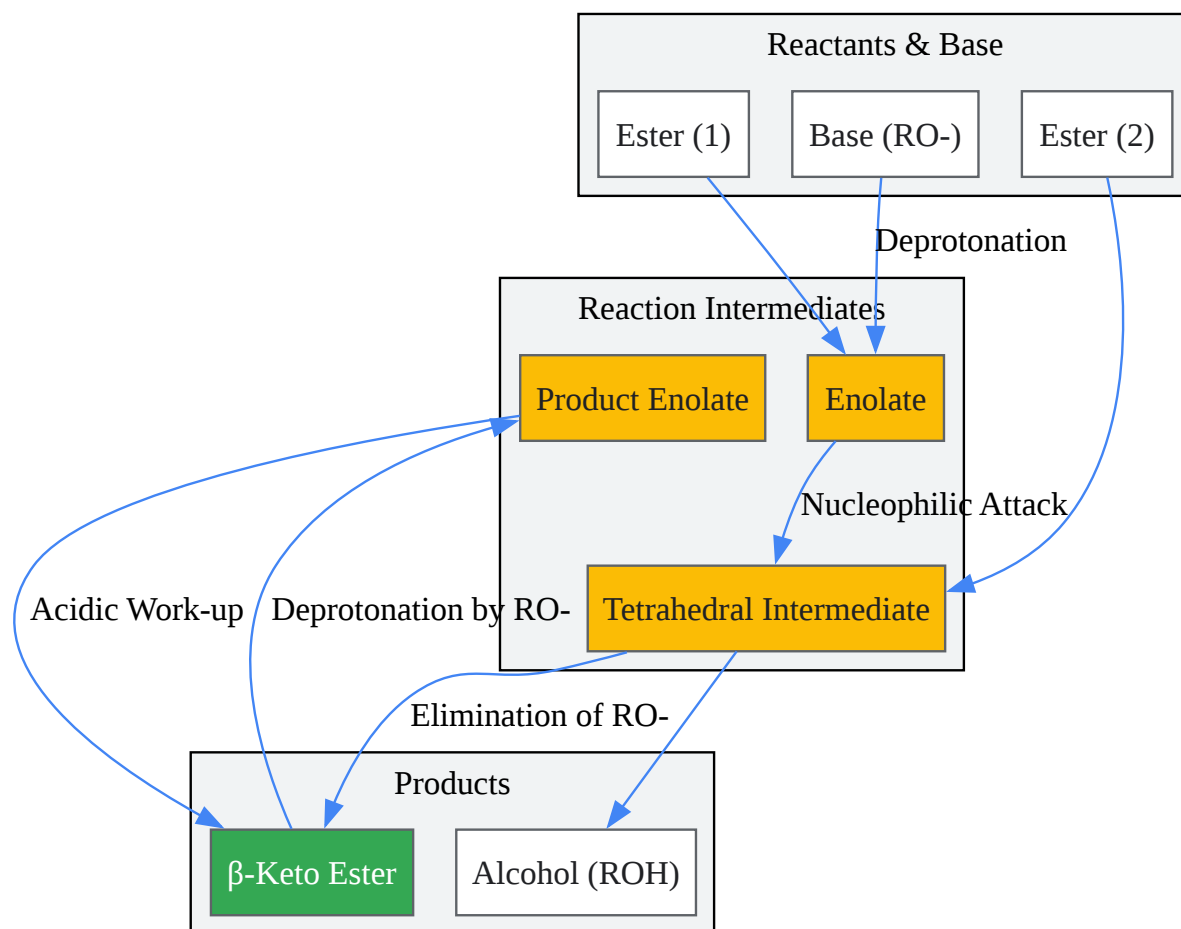 Reactants & Base
Ester (1)
Base (RO-)
Ester (2)
Deprotonation
Reaction Intermediates
Product Enolate
Enolate
Nucleophilic Attack
Acidic Work-up
Deprotonation by RO-
Tetrahedral Intermediate
Elimination of RO-
Products
β-Keto Ester
Alcohol (ROH)